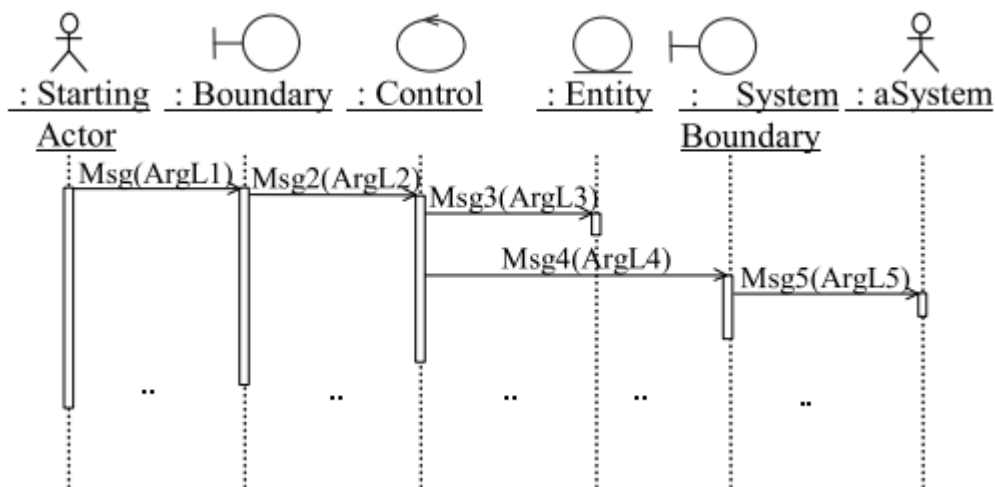 : Starting : Boundary : Control : Entity : System : aSystem
Actor Boundary
Msg(ArgL1)
Msg2(ArgL2)
Msg3(ArgL3)
Msg4(ArgL4)
Msg5(ArgL5)
.. .. .. .. ..